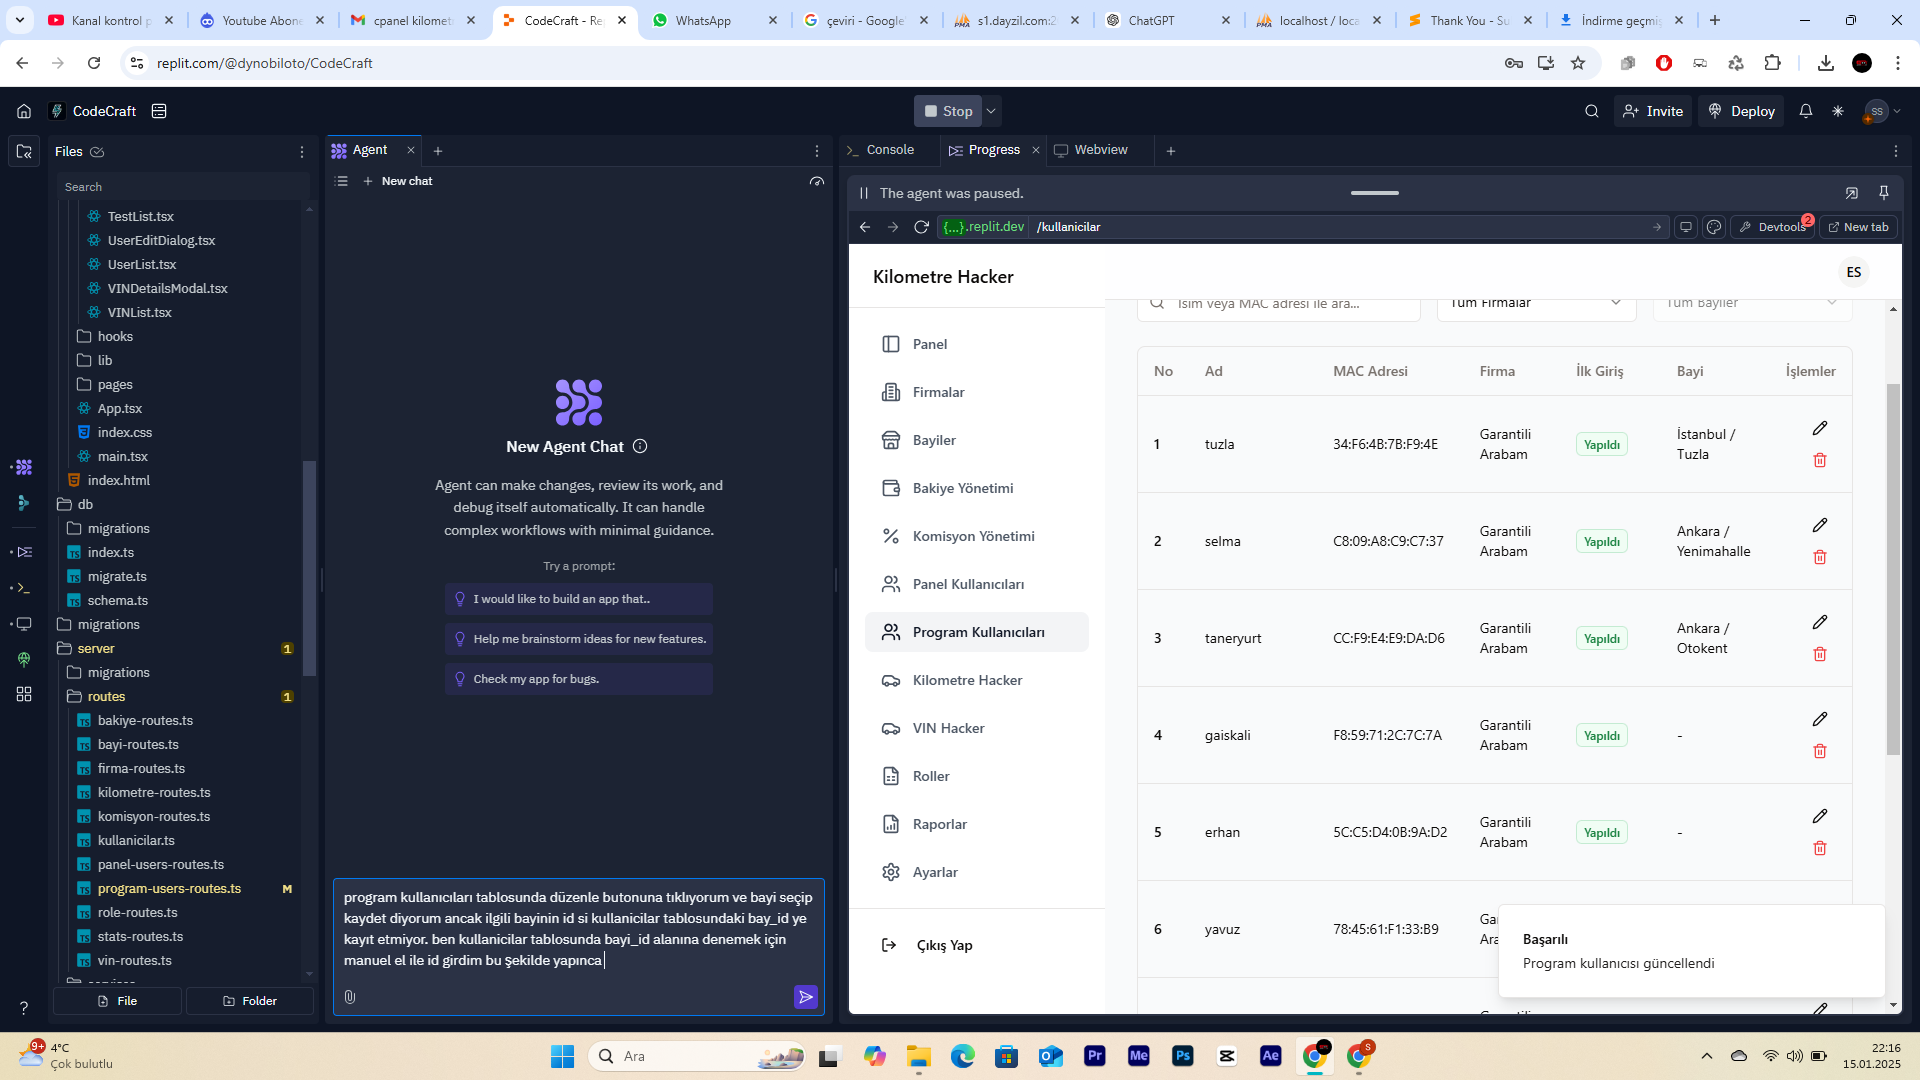 Kanal kontrol p
Youtube Abone
cpanel kilomet
CodeCraft - Re
WhatsApp
çeviri - Google
s1.dayzil.com:2
ChatGPT
localhost / loca
Thank You - Su
İndirme geçmiş
replit.com/@dynobiloto/CodeCraft
CodeCraft
Stop
Invite
Deploy
SS
Files
Search
TestList.tsx
UserEditDialog.tsx
UserList.tsx
VINDetailsModal.tsx
VINList.tsx
hooks
lib
pages
App.tsx
index.css
main.tsx
index.html
db
migrations
index.ts
migrate.ts
schema.ts
migrations
server 1
migrations
routes 1
bakiye-routes.ts
bayi-routes.ts
firma-routes.ts
kilometre-routes.ts
komisyon-routes.ts
kullanicilar.ts
panel-users-routes.ts
program-users-routes.ts M
role-routes.ts
stats-routes.ts
vin-routes.ts
File
Folder
Agent
New chat
New Agent Chat
Agent can make changes, review its work, and
debug itself automatically. It can handle
complex workflows with minimal guidance.
Try a prompt:
I would like to build an app that..
Help me brainstorm ideas for new features.
Check my app for bugs.
program kullanıcıları tablosunda düzenle butonuna tıklıyorum ve bayi seçip
kaydet diyorum ancak ilgili bayinin id si kullanicilar tablosundaki bay_id ye
kayıt etmiyor. ben kullanicilar tablosunda bayi_id alanına denemek için
manuel el ile id girdim bu şekilde yapınca
Console
Progress
Webview
The agent was paused.
{...}.replit.dev
/kullanicilar
Devtools 2
New tab
Kilometre Hacker
ES
Panel
Firmalar
Bayiler
Bakiye Yönetimi
Komisyon Yönetimi
Panel Kullanıcıları
Program Kullanıcıları
Kilometre Hacker
VIN Hacker
Roller
Raporlar
Ayarlar
Çıkış Yap
İsim veya MAC adresi ile ara...
Tüm Firmalar
Tüm Bayiler
No Ad MAC Adresi Firma İlk Giriş Bayi İşlemler
1 tuzla 34:F6:4B:7B:F9:4E Garantili Arabam Yapıldı İstanbul / Tuzla
2 selma C8:09:A8:C9:C7:37 Garantili Arabam Yapıldı Ankara / Yenimahalle
3 taneryurt CC:F9:E4:E9:DA:D6 Garantili Arabam Yapıldı Ankara / Otokent
4 gaiskali F8:59:71:2C:7C:7A Garantili Arabam Yapıldı -
5 erhan 5C:C5:D4:0B:9A:D2 Garantili Arabam Yapıldı -
6 yavuz 78:45:61:F1:33:B9
Başarılı
Program kullanıcısı güncellendi
9+
4°C
Çok bulutlu
Ara
Pr
Me
Ps
Ae
S
22:16
15.01.2025